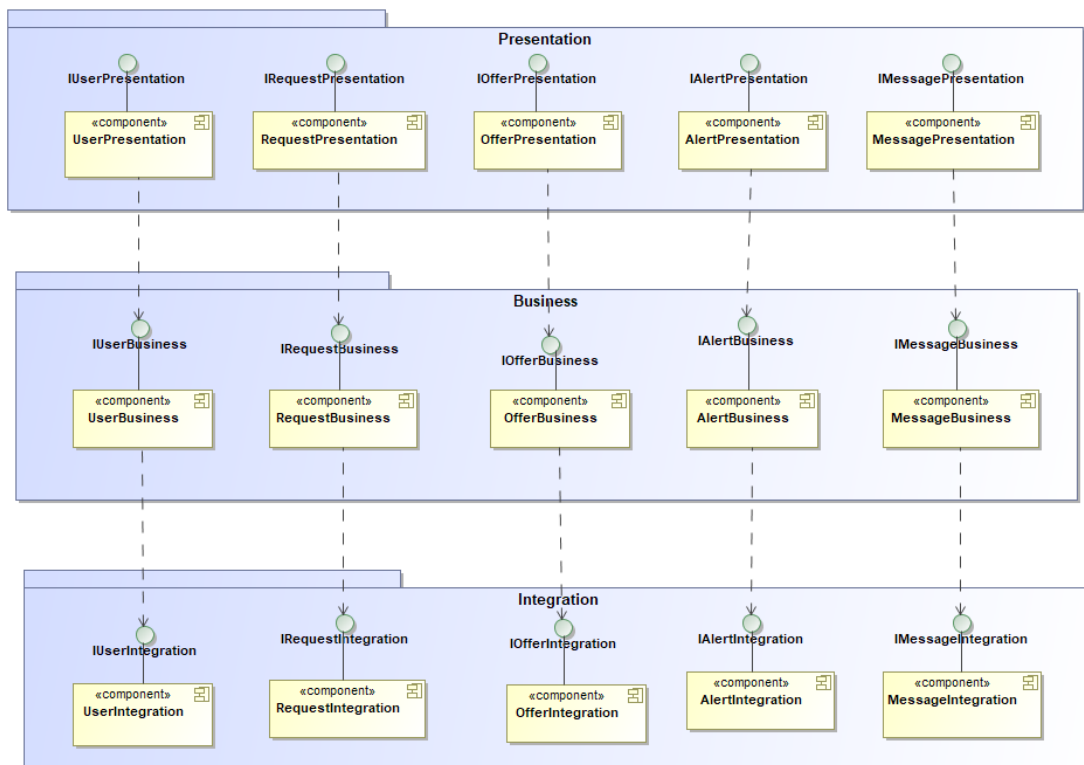 Presentation
IUserPresentation
IRequestPresentation
IOfferPresentation
IAlertPresentation
IMessagePresentation
«component»
UserPresentation
«component»
RequestPresentation
«component»
OfferPresentation
«component»
AlertPresentation
«component»
MessagePresentation
Business
IUserBusiness
IRequestBusiness
IOfferBusiness
IAlertBusiness
IMessageBusiness
«component»
UserBusiness
«component»
RequestBusiness
«component»
OfferBusiness
«component»
AlertBusiness
«component»
MessageBusiness
Integration
IUserIntegration
IRequestIntegration
IOfferIntegration
IAlertIntegration
IMessageIntegration
«component»
UserIntegration
«component»
RequestIntegration
«component»
OfferIntegration
«component»
AlertIntegration
«component»
MessageIntegration